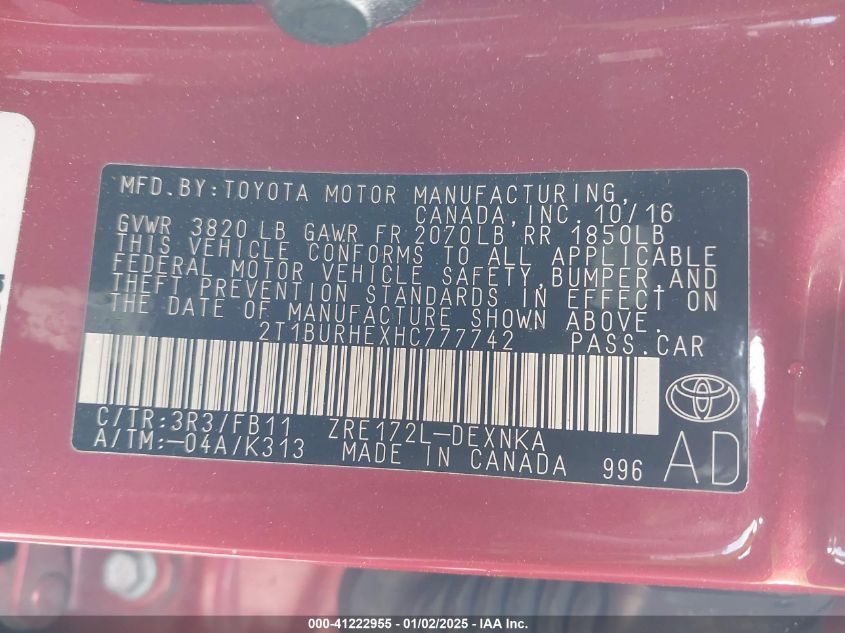 MFD.BY:TOYOTA MOTOR MANUFACTURING,
CANADA,INC.10/16
GVWR 3820 LB GAWR FR 2070LB RR 1850LB
THIS VEHICLE CONFORMS TO ALL APPLICABLE
FEDERAL MOTOR VEHICLE SAFETY,BUMPER,AND
THEFT PREVENTION STANDARDS IN EFFECT ON
THE DATE OF MANUFACTURE SHOWN ABOVE.
2T1BURHEXHC777742 PASS.CAR
C/TR:3R3/FB11 ZRE172L-DEXNKA
A/TM:-04A/K313 MADE IN CANADA 996 AD
000-41222955 | 01/02/2025 | IAAI.COM